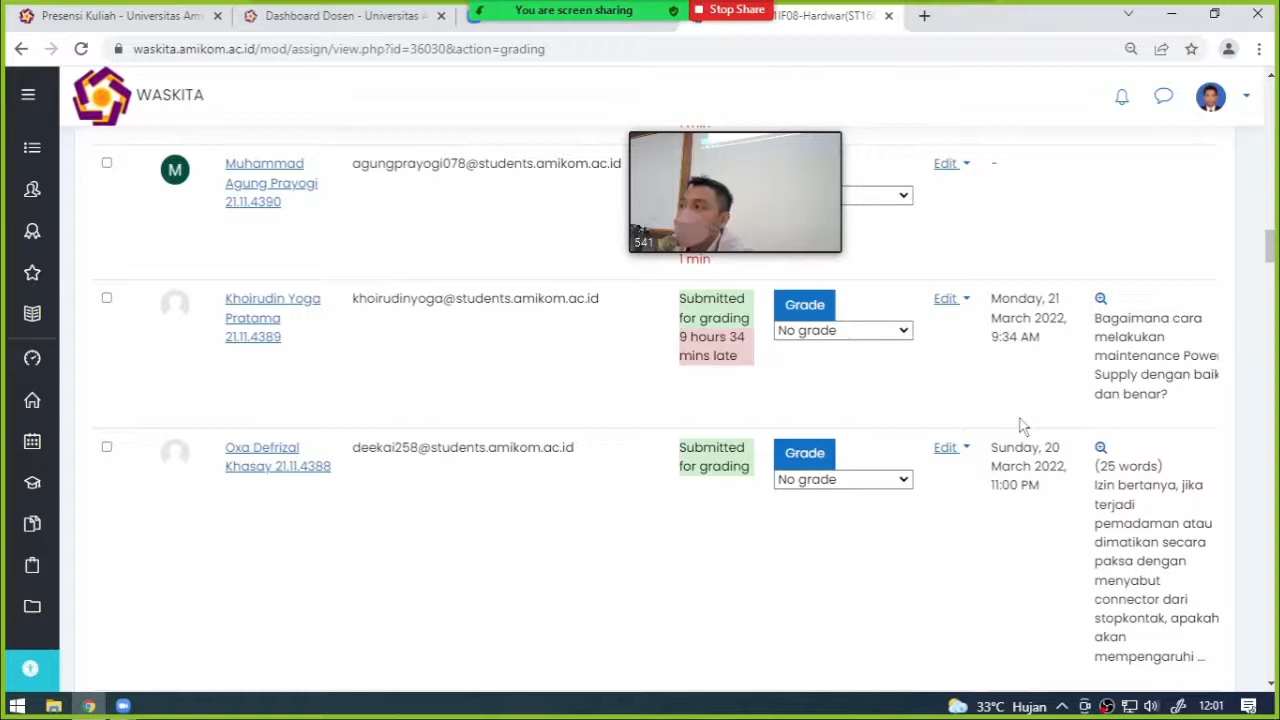 Presensi Kuliah - Universitas Am
Dashboard Dosen - Universitas
You are screen sharing
Stop Share
1IF08-Hardwar(ST16
waskita.amikom.ac.id/mod/assign/view.php?id=36030&action=grading
WASKITA
M
Muhammad
Agung Prayogi
21.11.4390
agungprayogi078@students.amikom.ac.id
541
1 min
Edit
-
Khoirudin Yoga
Pratama
21.11.4389
khoirudinyoga@students.amikom.ac.id
Submitted
for grading
9 hours 34
mins late
Grade
No grade
Edit
Monday, 21
March 2022,
9:34 AM
Bagaimana cara
melakukan
maintenance Power
Supply dengan baik
dan benar?
Oxa Defrizal
Khasay 21.11.4388
deekai258@students.amikom.ac.id
Submitted
for grading
Grade
No grade
Edit
Sunday, 20
March 2022,
11:00 PM
(25 words)
Izin bertanya, jika
terjadi
pemadaman atau
dimatikan secara
paksa dengan
menyabut
connector dari
stopkontak, apakah
akan
mempengaruhi ...
33°C Hujan
12:01